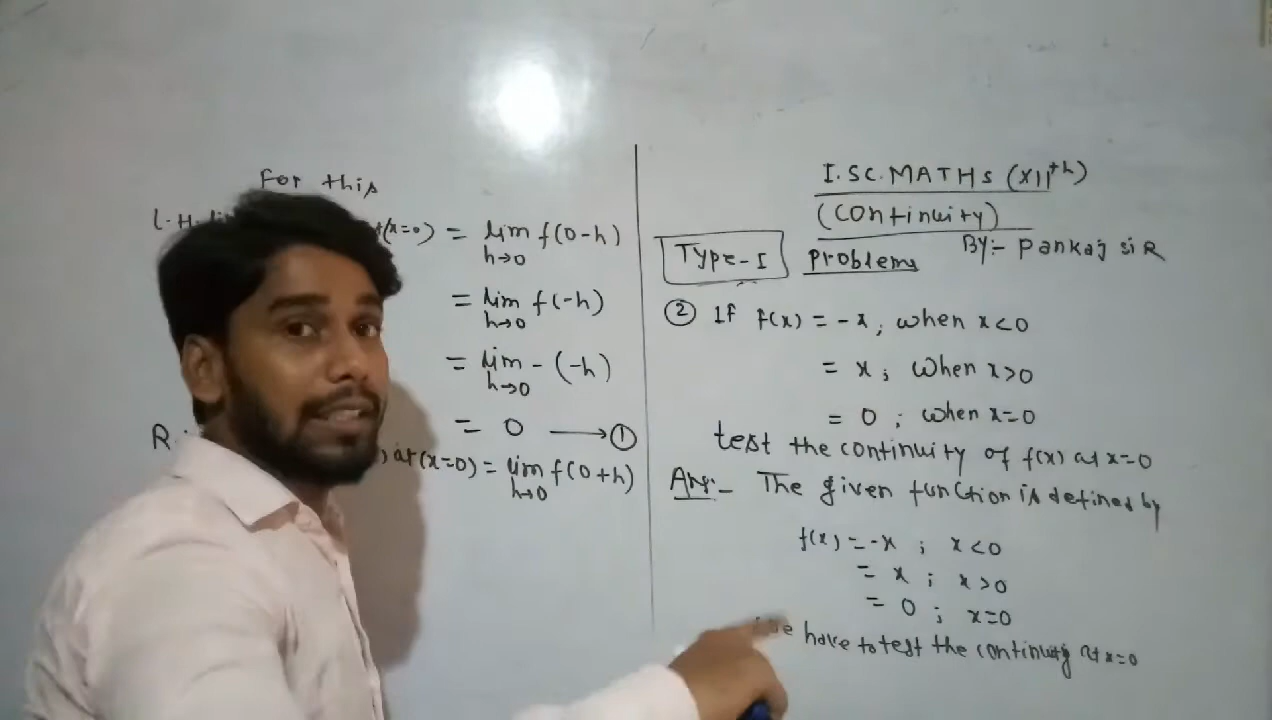 I.SC.MATHS (XIIth)
(Continuity)
BY:- Pankaj SIR
Type-I Problems
② If f(x) = -x ; when x<0
= x ; when x>0
= 0 ; when x=0
test the continuity of f(x) at x=0
Ans:- The given function is defined by
f(x) = -x ; x<0
= x ; x>0
= 0 ; x=0
have to test the continuity at x=0
For this
(x=0) = lim h→0 f(0-h)
= lim h→0 f(-h)
= lim h→0 - (-h)
= 0 → ①
R ) at (x=0) = lim h→0 f(0+h)